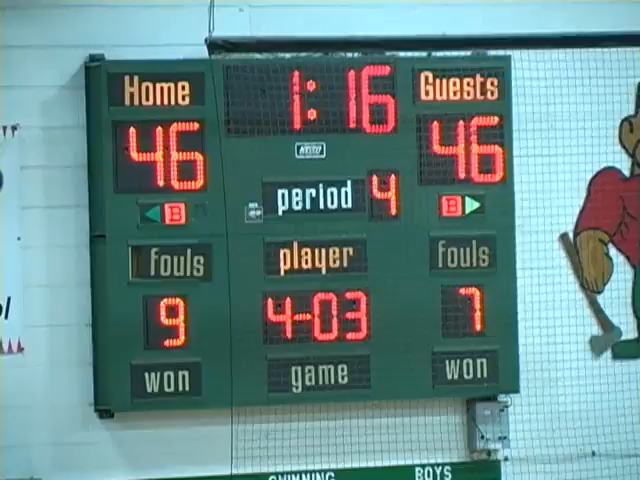 Home 1:16 Guests
46 46
period 4
B B
fouls player fouls
9 4-03 7
won game won
SWIMMING BOYS